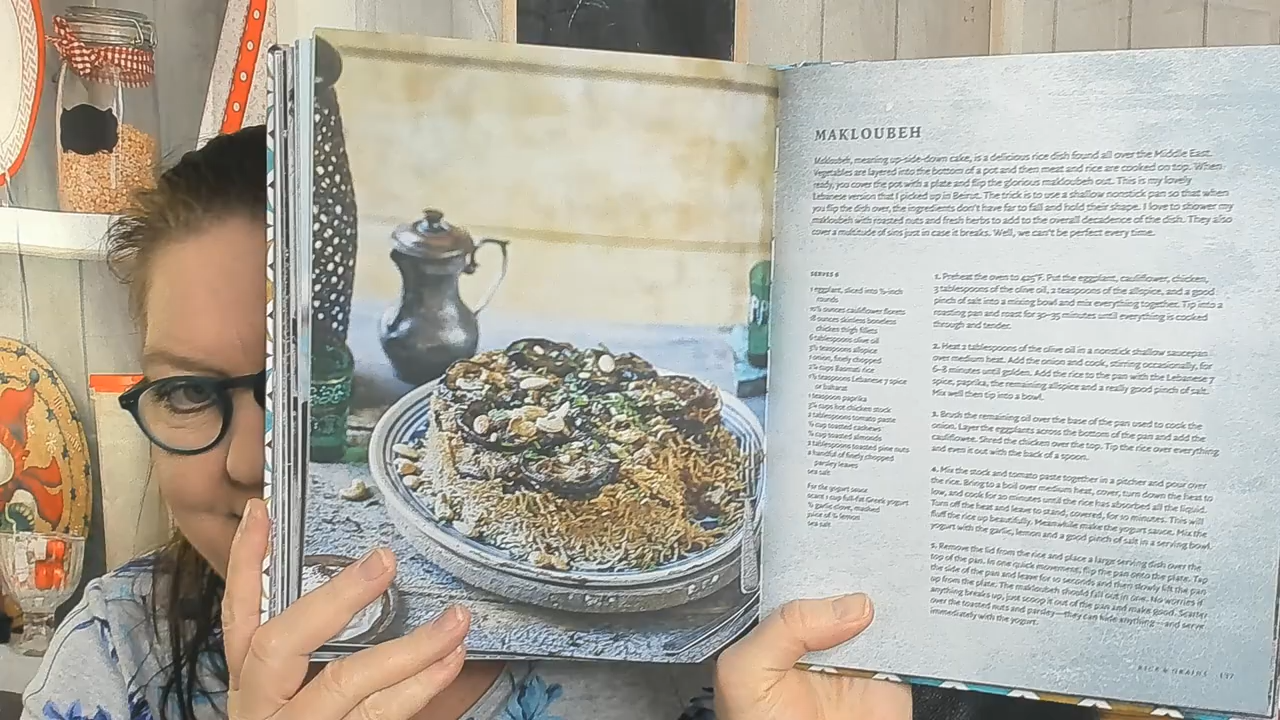 MAKLOUBEH
Makloubeh, meaning up-side-down cake, is a delicious rice dish found all over the Middle East.
Vegetables are layered into the bottom of a pot and then meat and rice are cooked on top. When
ready, you cover the pot with a plate and flip the glorious makloubeh out. This is my lovely
Lebanese version that I picked up in Beirut. The trick is to use a shallow nonstick pan so that when
you flip the dish over, the ingredients don't have far to fall and hold their shape. I love to shower my
makloubeh with roasted nuts and fresh herbs to add to the overall decadence of the dish. They also
cover a multitude of sins just in case it breaks. Well, we can't be perfect every time.
SERVES 6
1 eggplant, sliced into ½-inch
rounds
10½ ounces cauliflower florets
18 ounces skinless boneless
chicken thigh fillets
6 tablespoons olive oil
teaspoons allspice
1 onion, finely chopped
cups Basmati rice
teaspoons Lebanese 7 spice
or baharat
1 teaspoon paprika
cups hot chicken stock
2 tablespoons tomato paste
cup toasted cashews
cup toasted almonds
2 tablespoons toasted pine nuts
a handful of finely chopped
parsley leaves
sea salt
For the yogurt sauce
scant 1 cup full-fat Greek yogurt
½ garlic clove, mashed
juice of ½ lemon
sea salt
1. Preheat the oven to 425°F. Put the eggplant, cauliflower, chicken,
3 tablespoons of the olive oil, 2 teaspoons of the allspice, and a good
pinch of salt into a mixing bowl and mix everything together. Tip into a
roasting pan and roast for 30–35 minutes until everything is cooked
through and tender.
2. Heat 2 tablespoons of the olive oil in a nonstick shallow saucepan
over medium heat. Add the onion and cook, stirring occasionally, for
6–8 minutes until golden. Add the rice to the pan with the Lebanese 7
spice, paprika, the remaining allspice and a really good pinch of salt.
Mix well then tip into a bowl.
3. Brush the remaining oil over the base of the pan used to cook the
onion. Layer the eggplants across the bottom of the pan and add the
cauliflower. Shred the chicken over the top. Tip the rice over everything
and even it out with the back of a spoon.
4. Mix the stock and tomato paste together in a pitcher and pour over
the rice. Bring to a boil over medium heat, cover, turn down the heat to
low, and cook for 20 minutes until the rice has absorbed all the liquid.
Turn off the heat and leave to stand, covered, for 10 minutes. This will
fluff the rice up beautifully. Meanwhile make the yogurt sauce. Mix the
yogurt with the garlic, lemon and a good pinch of salt in a serving bowl.
5. Remove the lid from the rice and place a large serving dish over the
top of the pan. In one quick movement, flip the pan onto the plate. Tap
the side of the pan and leave for 10 seconds and then slowly lift the pan
up from the plate. The makloubeh should fall out in one. No worries if
anything breaks up, just scoop it out of the pan and make good. Scatter
over the toasted nuts and parsley—they can hide anything—and serve
immediately with the yogurt.
RICE & GRAINS 137